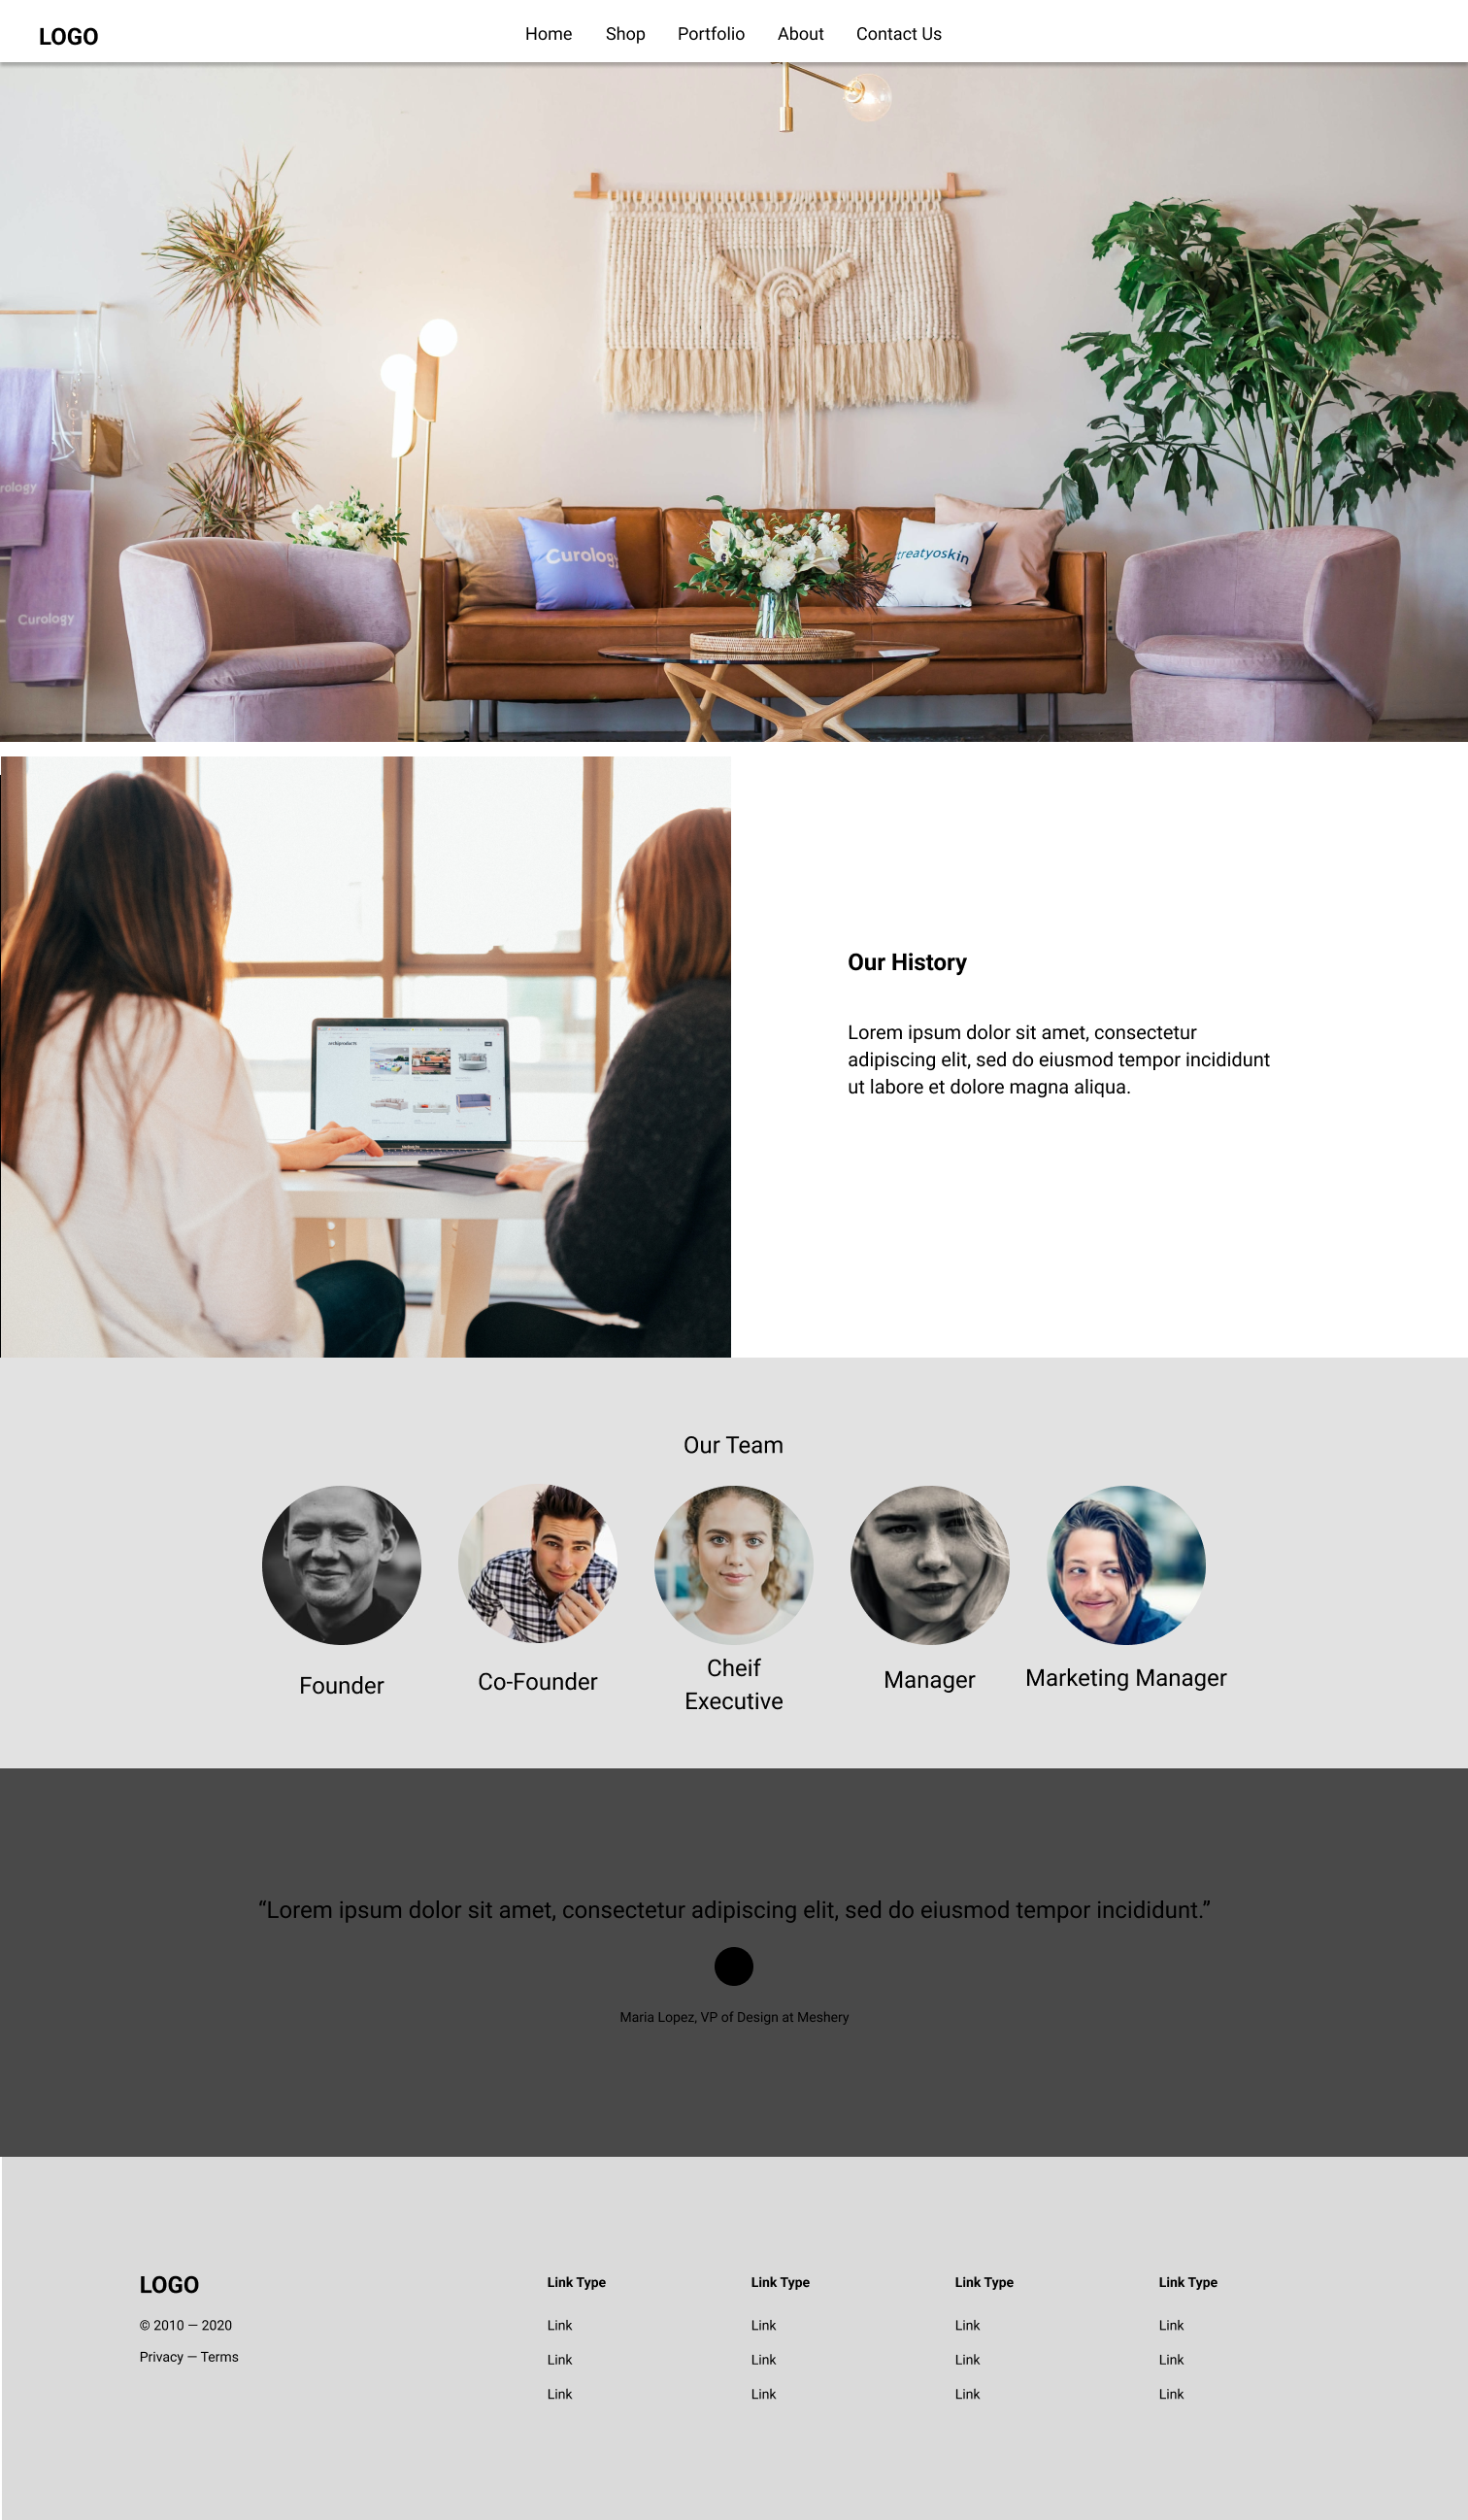 LOGO
Home Shop Portfolio About Contact Us
rology
Curology
Curology
treatyoskin
Our History
Lorem ipsum dolor sit amet, consectetur
adipiscing elit, sed do eiusmod tempor incididunt
ut labore et dolore magna aliqua.
Our Team
Founder
Co-Founder
Cheif
Executive
Manager
Marketing Manager
“Lorem ipsum dolor sit amet, consectetur adipiscing elit, sed do eiusmod tempor incididunt.”
Maria Lopez, VP of Design at Meshery
LOGO
© 2010 — 2020
Privacy — Terms
Link Type
Link
Link
Link
Link Type
Link
Link
Link
Link Type
Link
Link
Link
Link Type
Link
Link
Link